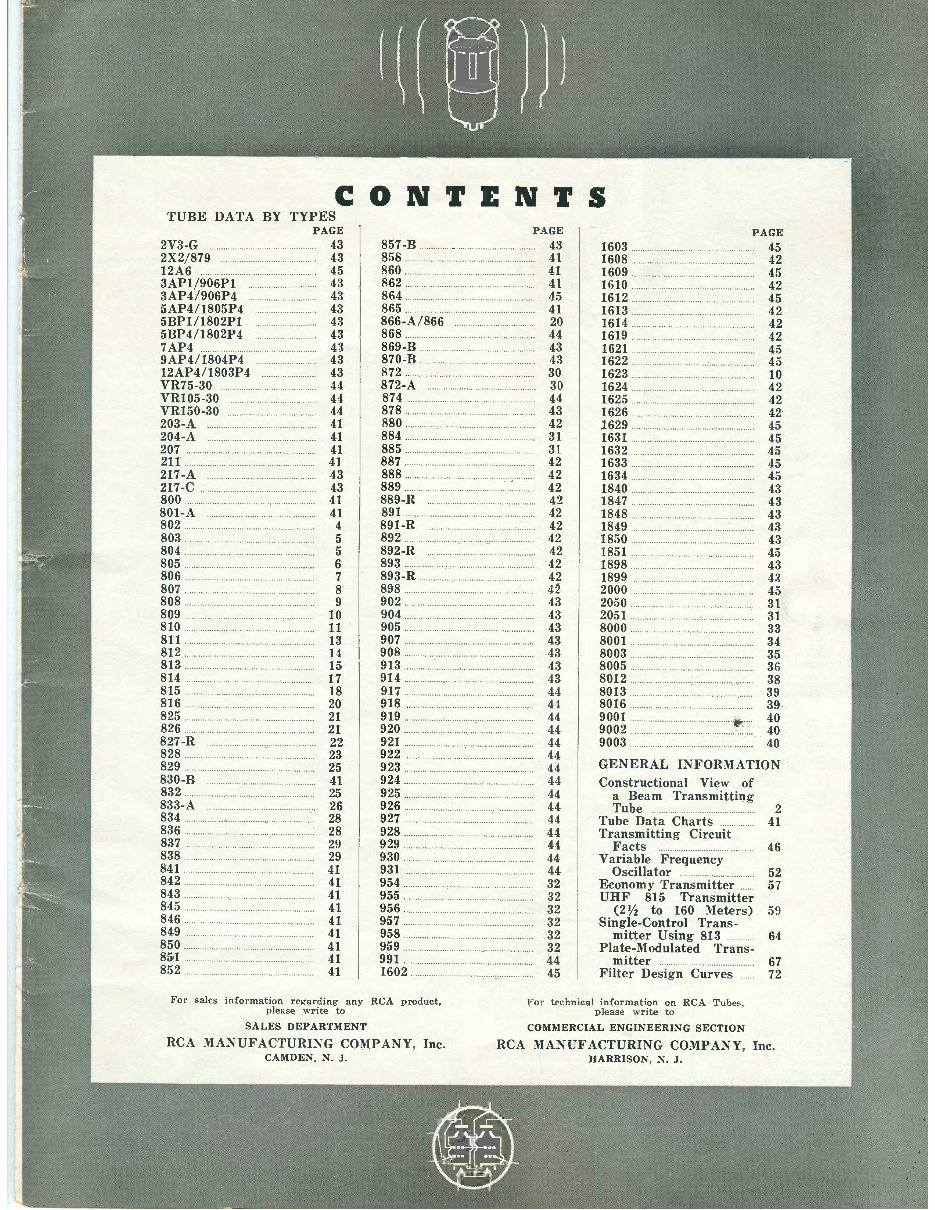 CONTENTS
TUBE DATA BY TYPES
PAGE
2V3-G 43
2X2/879 43
12A6 45
3AP1/906P1 43
3AP4/906P4 43
5AP4/1805P4 43
5BP1/1802P1 43
5BP4/1802P4 43
7AP4 43
9AP4/1804P4 43
12AP4/1803P4 43
VR75-30 44
VR105-30 44
VR150-30 44
203-A 41
204-A 41
207 41
211 41
217-A 43
217-C 43
800 41
801-A 41
802 4
803 5
804 5
805 6
806 7
807 8
808 9
809 10
810 11
811 13
812 14
813 15
814 17
815 18
816 20
825 21
826 21
827-R 22
828 23
829 25
830-B 41
832 25
833-A 26
834 28
836 28
837 29
838 29
841 41
842 41
843 41
845 41
846 41
849 41
850 41
851 41
852 41
PAGE
857-B 43
858 41
860 41
862 41
864 45
865 41
866-A/866 20
868 44
869-B 43
870-B 43
872 30
872-A 30
874 44
878 43
880 42
884 31
885 31
887 42
888 42
889 42
889-R 42
891 42
891-R 42
892 42
892-R 42
893 42
893-R 42
898 42
902 43
904 43
905 43
907 43
908 43
913 43
914 43
917 44
918 44
919 44
920 44
921 44
922 44
923 44
924 44
925 44
926 44
927 44
928 44
929 44
930 44
931 44
954 32
955 32
956 32
957 32
958 32
959 32
991 44
1602 45
PAGE
1603 45
1608 42
1609 45
1610 42
1612 45
1613 42
1614 42
1619 42
1621 45
1622 45
1623 10
1624 42
1625 42
1626 42
1629 45
1631 45
1632 45
1633 45
1634 45
1840 43
1847 43
1848 43
1849 43
1850 43
1851 45
1898 43
1899 43
2000 45
2050 31
2051 31
8000 33
8001 34
8003 35
8005 36
8012 38
8013 39
8016 39
9001 40
9002 40
9003 40
GENERAL INFORMATION
Constructional View of
a Beam Transmitting
Tube 2
Tube Data Charts 41
Transmitting Circuit
Facts 46
Variable Frequency
Oscillator 52
Economy Transmitter 57
UHF 815 Transmitter
(2½ to 160 Meters) 59
Single-Control Trans-
mitter Using 813 64
Plate-Modulated Trans-
mitter 67
Filter Design Curves 72
For sales information regarding any RCA product,
please write to
SALES DEPARTMENT
RCA MANUFACTURING COMPANY, Inc.
CAMDEN, N. J.
For technical information on RCA Tubes,
please write to
COMMERCIAL ENGINEERING SECTION
RCA MANUFACTURING COMPANY, Inc.
HARRISON, N. J.